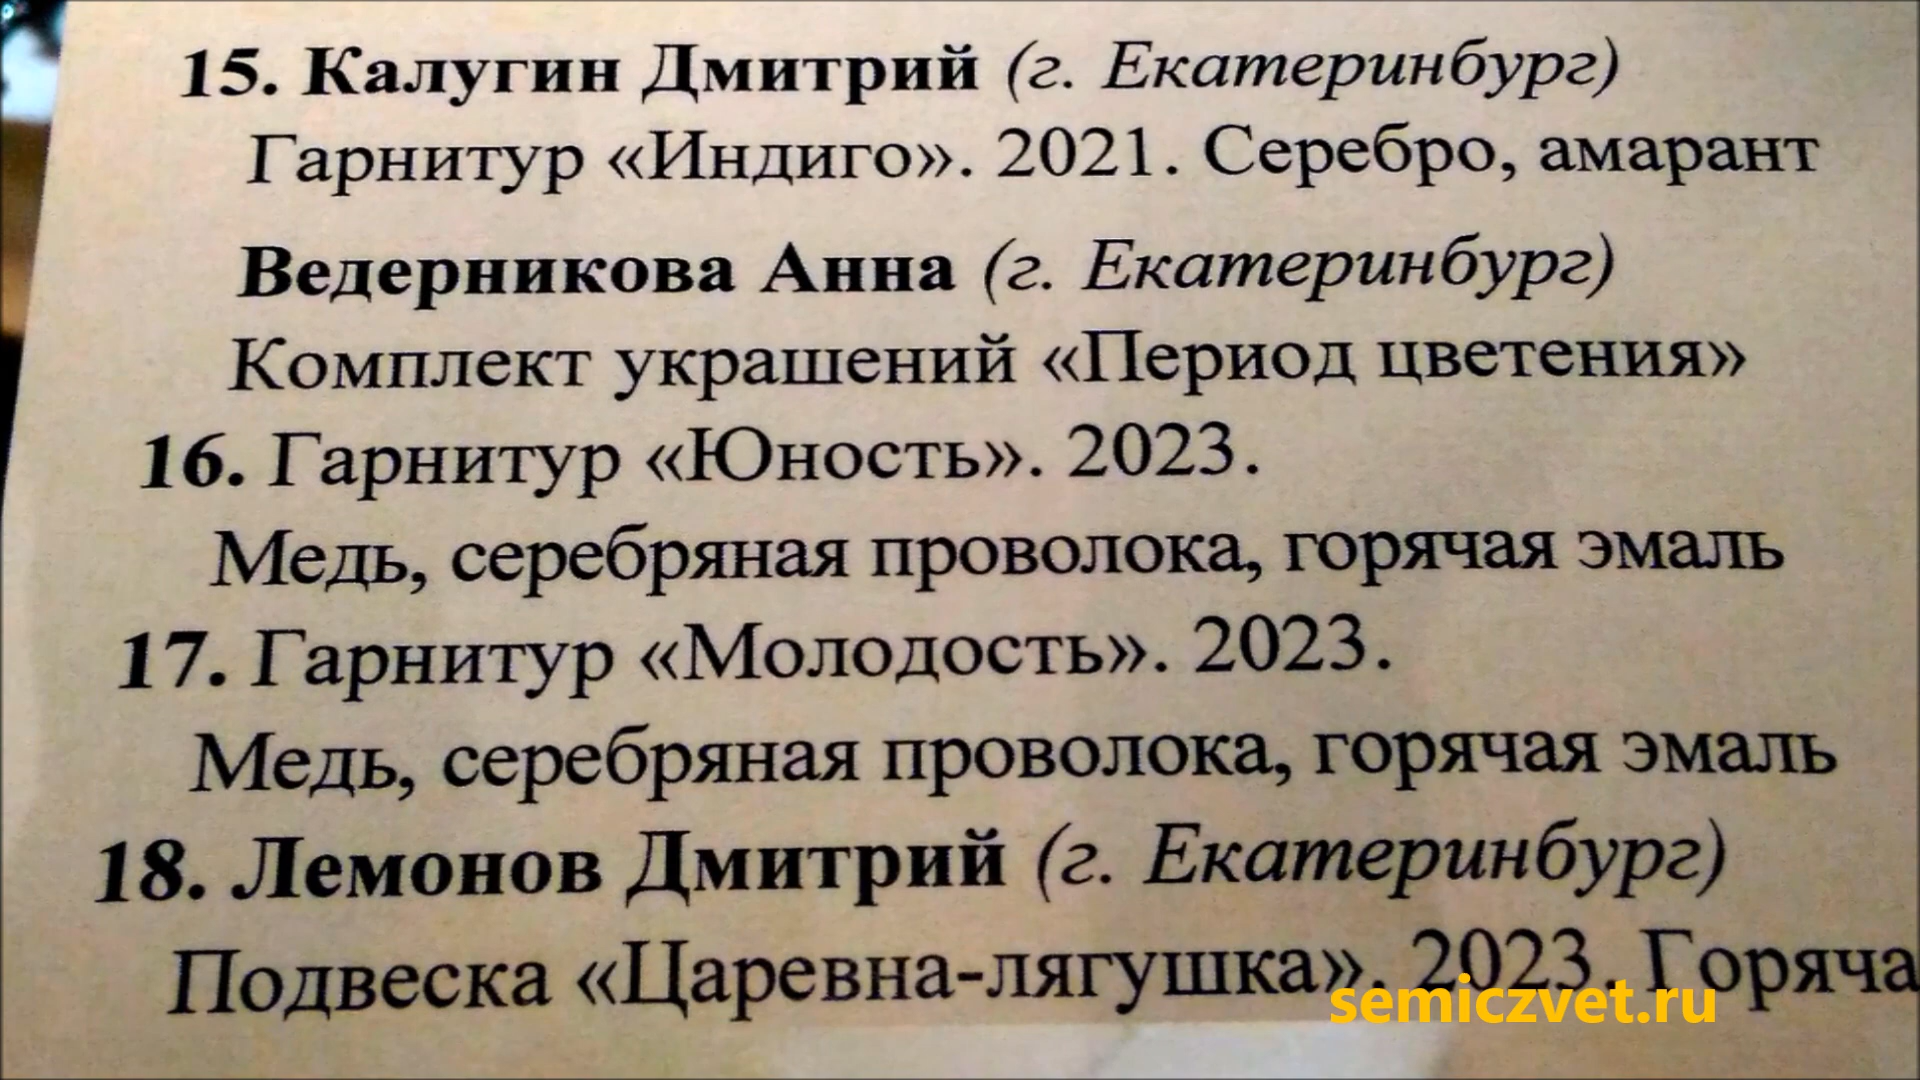 15. Калугин Дмитрий (г. Екатеринбург)
Гарнитур «Индиго». 2021. Серебро, амарант
Ведерникова Анна (г. Екатеринбург)
Комплект украшений «Период цветения»
16. Гарнитур «Юность». 2023.
Медь, серебряная проволока, горячая эмаль
17. Гарнитур «Молодость». 2023.
Медь, серебряная проволока, горячая эмаль
18. Лемонов Дмитрий (г. Екатеринбург)
Подвеска «Царевна-лягушка». 2023. Горяча
semiczvet.ru